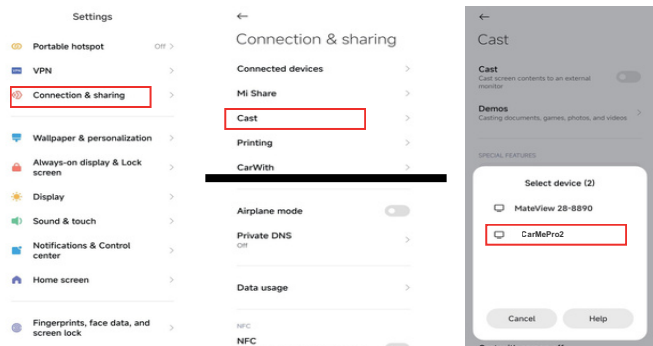 Settings
Portable hotspot
Off >
VPN
Connection & sharing
Wallpaper & personalization
Always-on display & Lock
screen
Display
Sound & touch
Notifications & Control
center
Home screen
Fingerprints, face data, and
screen lock
Connection & sharing
Connected devices
Mi Share
Cast
Printing
CarWith
Airplane mode
Private DNS
Off
Data usage
NFC
NFC
Cast
Cast
Cast screen contents to an external
monitor
Demos
Casting documents, games, photos, and videos
SPECIAL FEATURES
Select device (2)
MateView 28-8890
CarMePro2
Cancel
Help